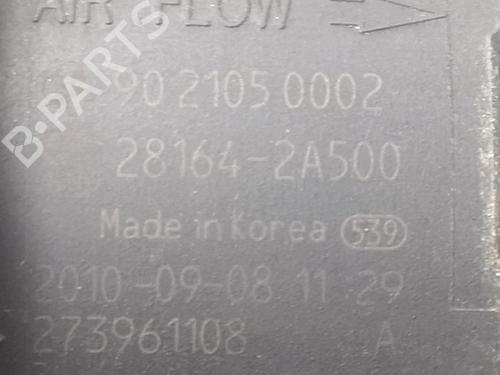 AIR FLOW
902105 0002
28164-2A500
Made in Korea 539
2010-09-08 11 29
273961108 A
B-PARTS